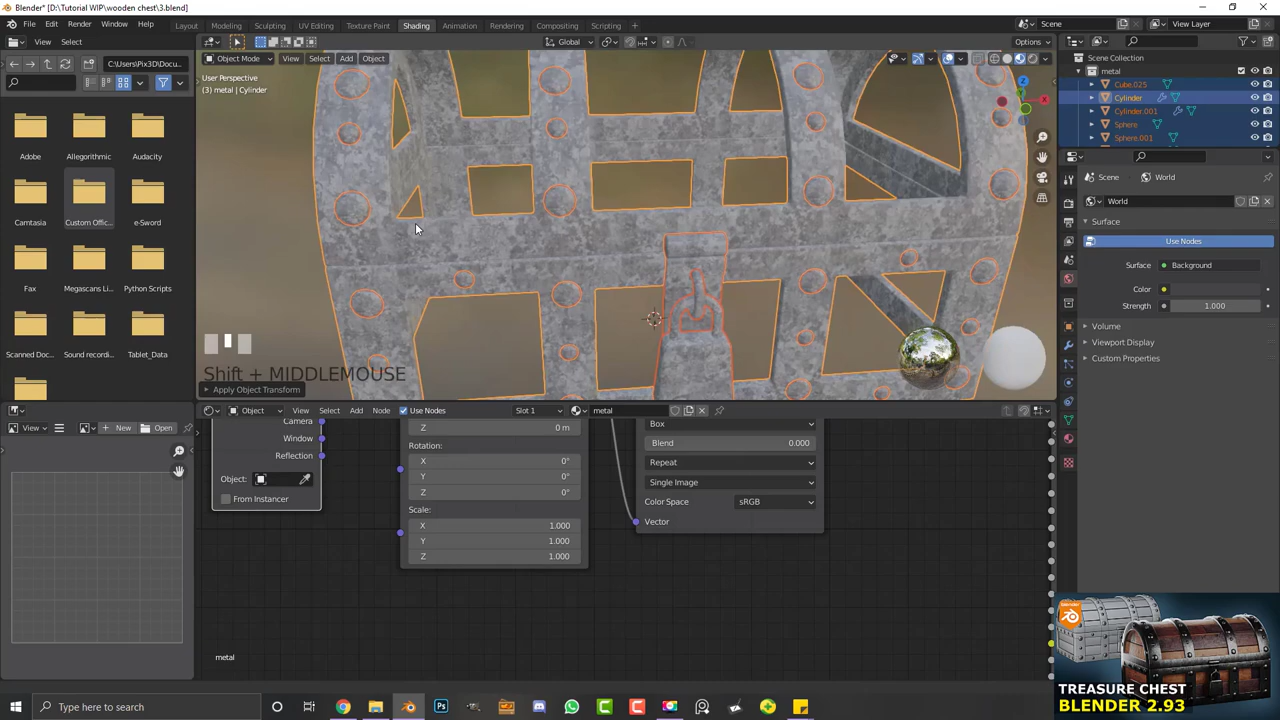 Blender* [D:\Tutorial WIP\wooden chest\3.blend]
File Edit Render Window Help Layout Modeling Sculpting UV Editing Texture Paint Shading Animation Rendering Compositing Scripting Scene View Layer
View Select Object Mode View Select Add Object Global Options
C:\Users\Pix3D\Docu...
User Perspective
(3) metal | Cylinder
Scene Collection
metal
Cube.025
Cylinder
Cylinder.001
Sphere
Sphere.001
Adobe Allegorithmic Audacity
Camtasia Custom Offic... e-Sword
Fax Megascans Li... Python Scripts
Scanned Doc... Sound recordi... Tablet_Data
Scene World
World
Surface
Use Nodes
Surface Background
Color
Strength 1.000
Volume
Viewport Display
Custom Properties
Shift + MIDDLEMOUSE
Apply Object Transform
View New Open Object View Select Add Node Use Nodes Slot 1 metal
Camera
Window
Reflection
Object:
From Instancer
Z 0 m
Rotation:
X 0°
Y 0°
Z 0°
Scale:
X 1.000
Y 1.000
Z 1.000
Box
Blend 0.000
Repeat
Single Image
Color Space sRGB
Vector
metal
TREASURE CHEST
BLENDER 2.93
Type here to search